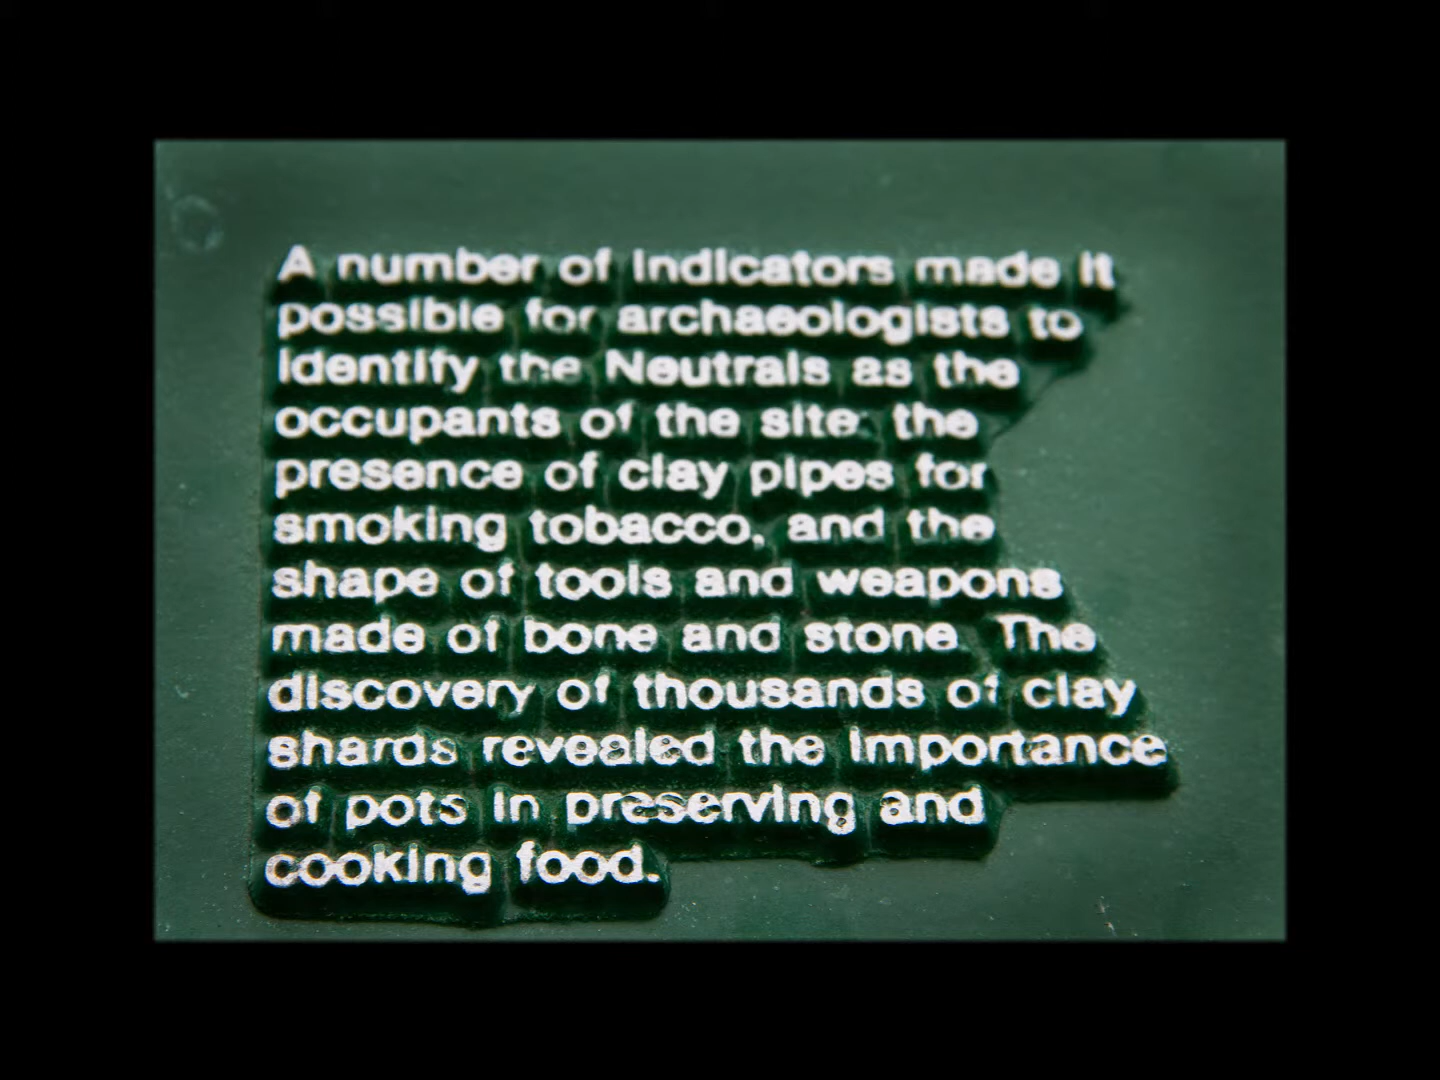 A number of indicators made it
possible for archaeologists to
identify the Neutrals as the
occupants of the site: the
presence of clay pipes for
smoking tobacco, and the
shape of tools and weapons
made of bone and stone. The
discovery of thousands of clay
shards revealed the importance
of pots in preserving and
cooking food.